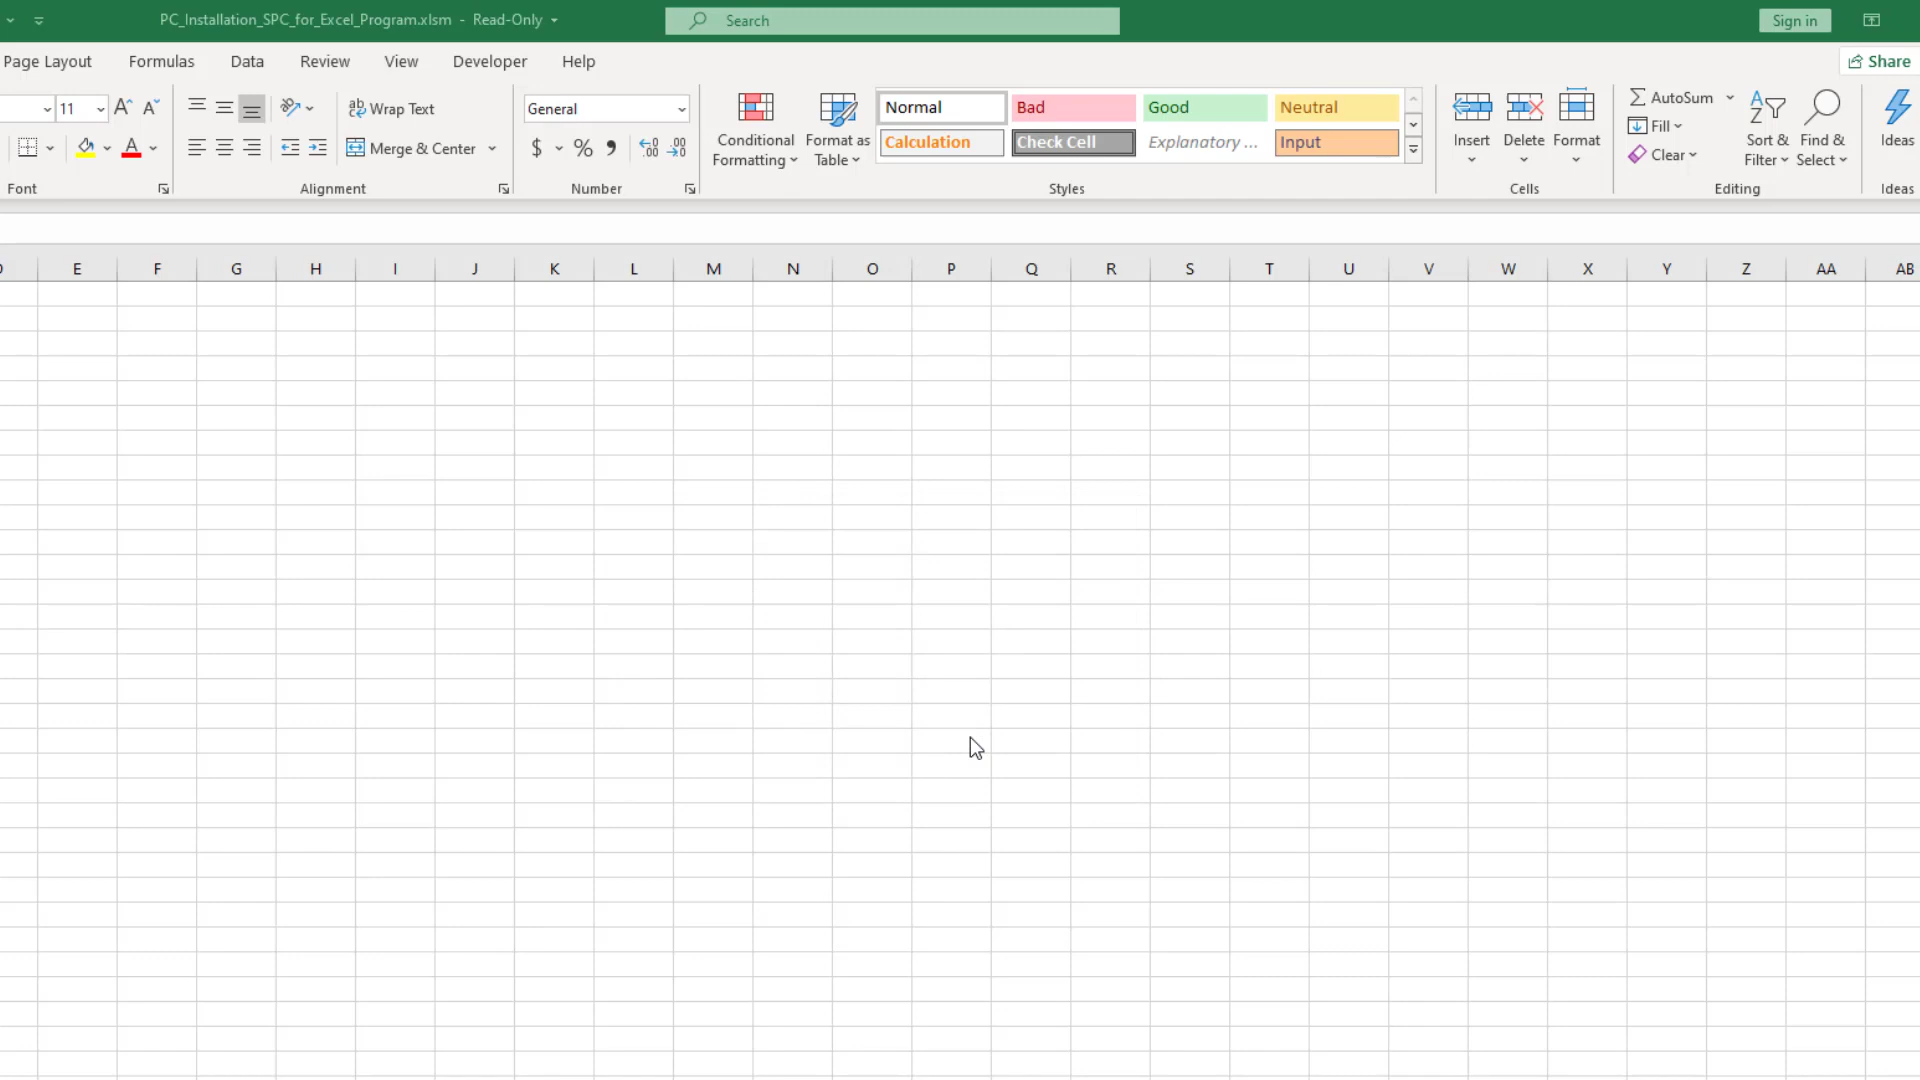 PC_Installation_SPC_for_Excel_Program.xlsm - Read-Only
Search
Sign in
Page Layout
Formulas
Data
Review
View
Developer
Help
Share
11
Wrap Text
Merge & Center
General
Conditional
Formatting
Format as
Table
Normal
Bad
Good
Neutral
Calculation
Check Cell
Explanatory ...
Input
Insert
Delete
Format
AutoSum
Fill
Clear
Sort &
Filter
Find &
Select
Ideas
Font
Alignment
Number
Styles
Cells
Editing
Ideas
E F G H I J K L M N O P Q R S T U V W X Y Z AA AB